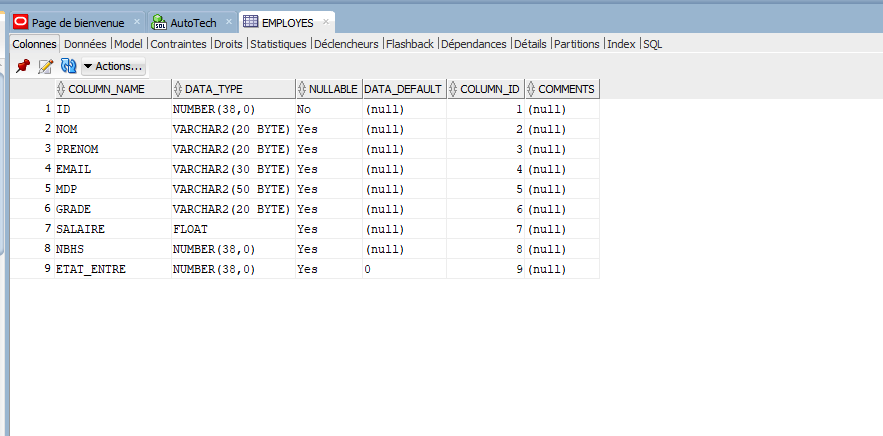 Page de bienvenue AutoTech EMPLOYES
Colonnes Données Model Contraintes Droits Statistiques Déclencheurs Flashback Dépendances Détails Partitions Index SQL
Actions...
COLUMN_NAME DATA_TYPE NULLABLE DATA_DEFAULT COLUMN_ID COMMENTS
1 ID NUMBER(38,0) No (null) 1 (null)
2 NOM VARCHAR2(20 BYTE) Yes (null) 2 (null)
3 PRENOM VARCHAR2(20 BYTE) Yes (null) 3 (null)
4 EMAIL VARCHAR2(30 BYTE) Yes (null) 4 (null)
5 MDP VARCHAR2(50 BYTE) Yes (null) 5 (null)
6 GRADE VARCHAR2(20 BYTE) Yes (null) 6 (null)
7 SALAIRE FLOAT Yes (null) 7 (null)
8 NBHS NUMBER(38,0) Yes (null) 8 (null)
9 ETAT_ENTRE NUMBER(38,0) Yes 0 9 (null)